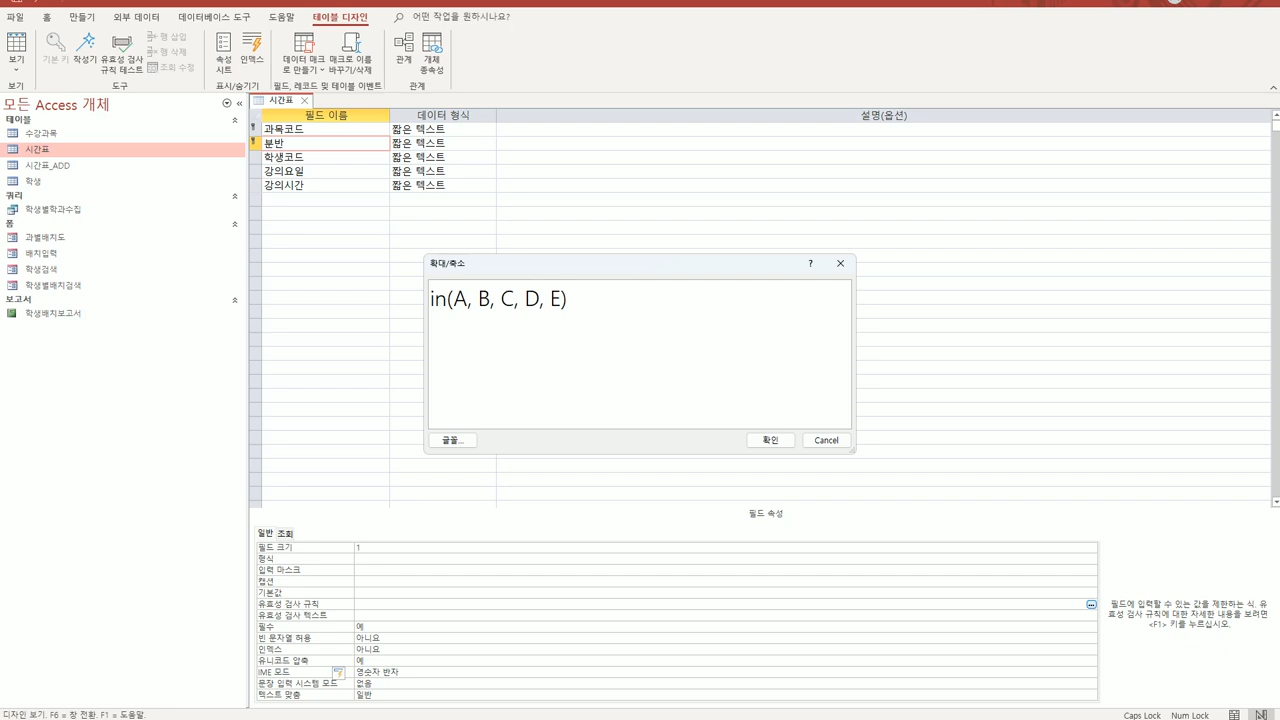 파일 홈 만들기 외부 데이터 데이터베이스 도구 도움말 테이블 디자인 어떤 작업을 원하시나요?
행 삽입
행 삭제
조회 수정
보기 기본 키 작성기 유효성 검사 규칙 테스트 속성 시트 인덱스 데이터 매크로 만들기 매크로 이름 바꾸기/삭제 관계 개체 종속성
보기 도구 표시/숨기기 필드, 레코드 및 테이블 이벤트 관계
모든 Access 개체
테이블
수강과목
시간표
시간표_ADD
학생
쿼리
학생별학과수집
폼
과별배치도
배치입력
학생검색
학생별배치검색
보고서
학생배치보고서
시간표
필드 이름 데이터 형식 설명(옵션)
과목코드 짧은 텍스트
분반 짧은 텍스트
학생코드 짧은 텍스트
강의요일 짧은 텍스트
강의시간 짧은 텍스트
확대/축소 ?
in(A, B, C, D, E)
글꼴... 확인 Cancel
필드 속성
일반 조회
필드 크기 1
형식
입력 마스크
캡션
기본값
유효성 검사 규칙
유효성 검사 텍스트
필수 예
빈 문자열 허용 아니요
인덱스 아니요
유니코드 압축 예
IME 모드 영숫자 반자
문장 입력 시스템 모드 없음
텍스트 맞춤 일반
필드에 입력할 수 있는 값을 제한하는 식. 유
효성 검사 규칙에 대한 자세한 내용을 보려면
<F1> 키를 누르십시오.
디자인 보기. F6 = 창 전환. F1 = 도움말. Caps Lock Num Lock